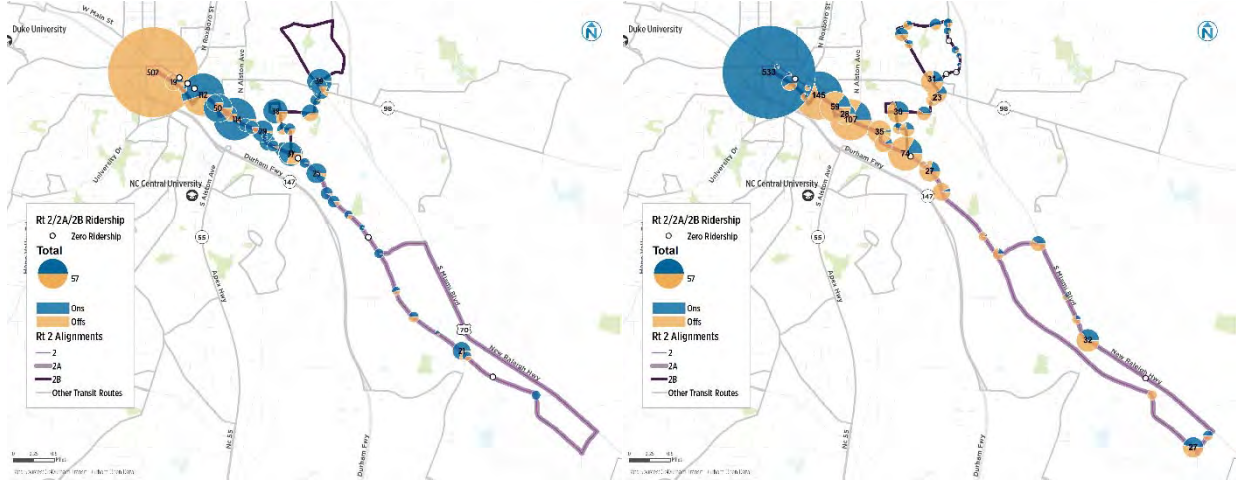 W Main St
Duke University
N Roxboro St
N
507
19
112
N Alston Ave
50
98
University Dr
Durham Fwy
NC Central University
147
S Alston Ave
Rt 2/2A/2B Ridership
Zero Ridership
Total
57
55
Apex Hwy
S Miami Blvd
Ons
Offs
70
Rt 2 Alignments
2
2A
2B
Other Transit Routes
New Raleigh Hwy
21
Nc 55
Durham Fwy
W Main St
Duke University
N Roxboro St
N
533
145
N Alston Ave
31
23
59
28
107
30
98
35
74
University Dr
Durham Fwy
27
NC Central University
147
S Alston Ave
Rt 2/2A/2B Ridership
Zero Ridership
Total
57
55
Apex Hwy
S Miami Blvd
Ons
Offs
Rt 2 Alignments
2
2A
2B
Other Transit Routes
32
New Raleigh Hwy
27
Nc 55
Durham Fwy